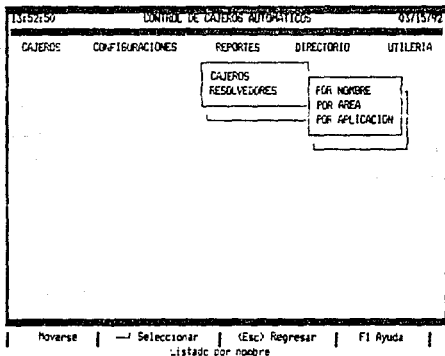 13:52:50 CONTROL DE CAJEROS AUTOMATICOS 03/15/92
CAJEROS CONFIGURACIONES REPORTES DIRECTORIO UTILERIA
CAJEROS
RESOLVEDORES
POR NOMBRE
POR AREA
POR APLICACION
Moverse Seleccionar <Esc> Regresar F1 Ayuda
Listado por nombre